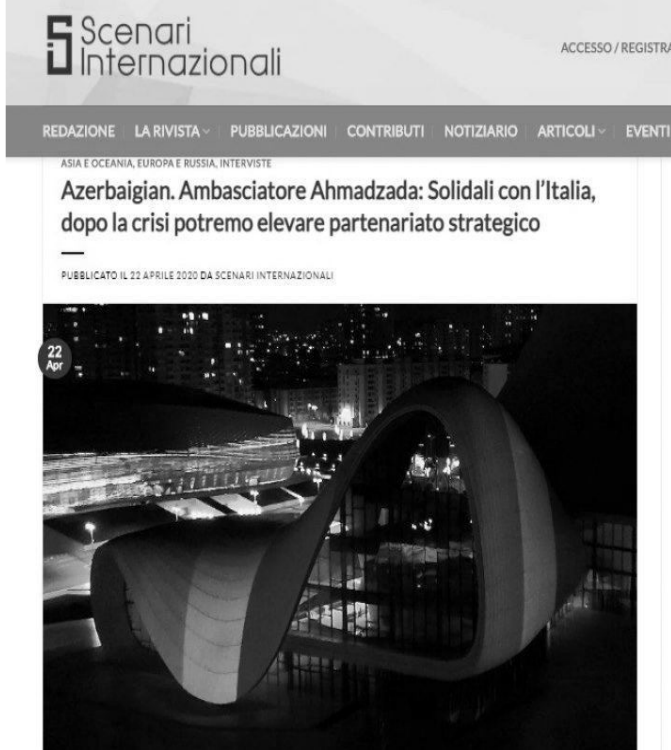 Scenari
Internazionali
ACCESSO / REGISTRA
REDAZIONE LA RIVISTA PUBBLICAZIONI CONTRIBUTI NOTIZIARIO ARTICOLI EVENTI
ASIA E OCEANIA, EUROPA E RUSSIA, INTERVISTE
Azerbaigian. Ambasciatore Ahmadzada: Solidali con l'Italia,
dopo la crisi potremo elevare partenariato strategico
PUBBLICATO IL 22 APRILE 2020 DA SCENARI INTERNAZIONALI
22
Apr